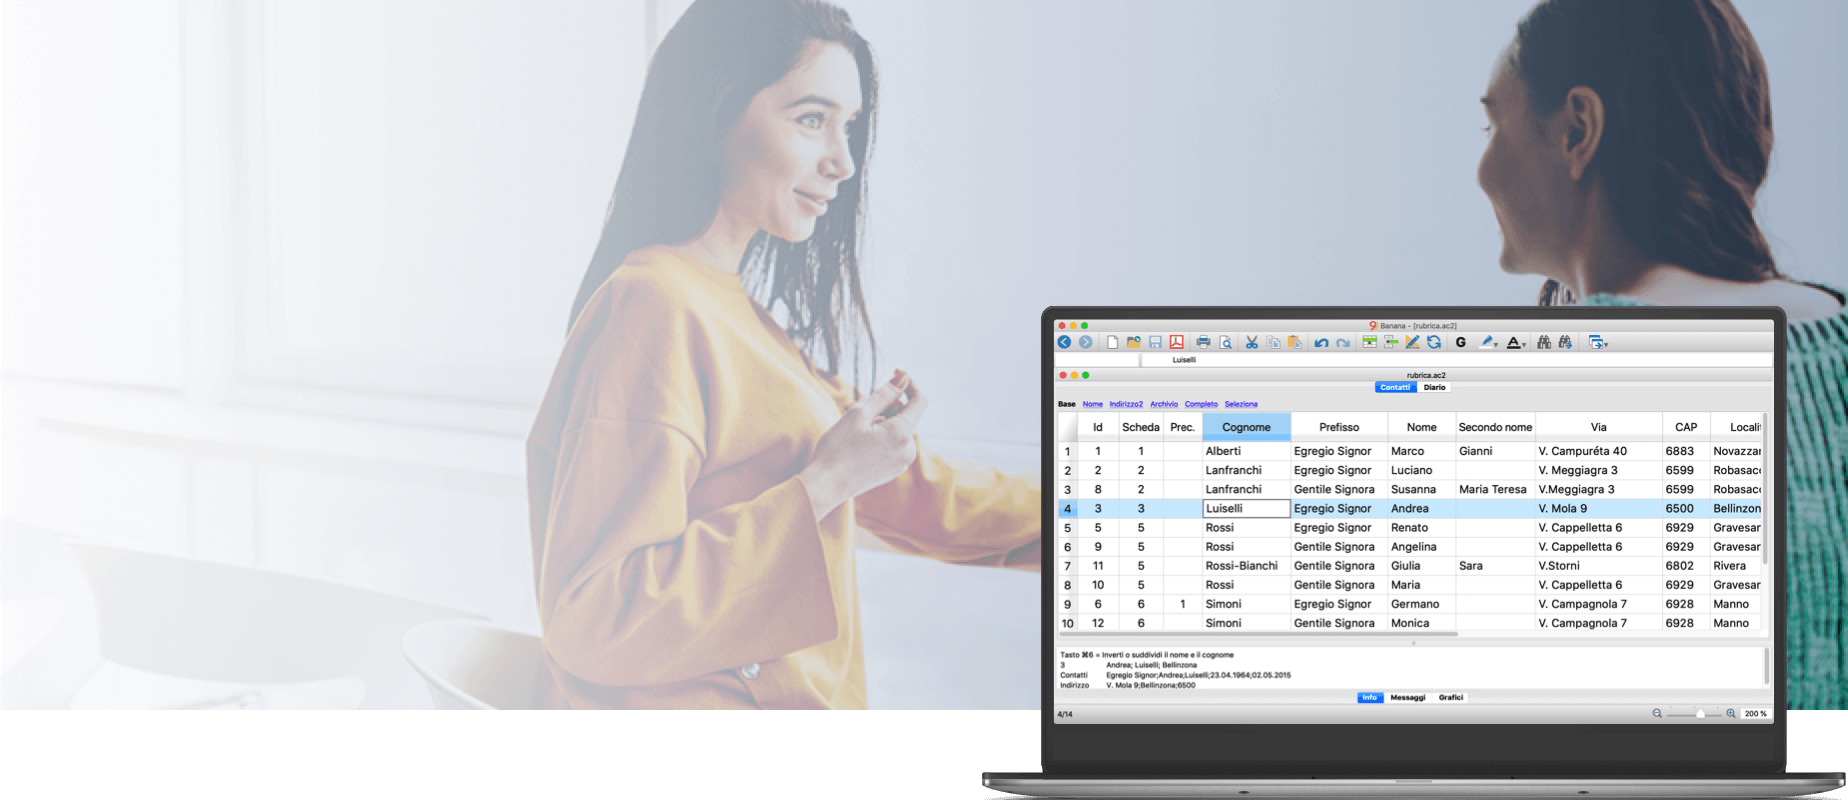 Banana - [rubrica.ac2]
G A
Luiselli
rubrica.ac2
Contatti Diario
Base Nome Indirizzo2 Archivio Completo Seleziona
Id Scheda Prec. Cognome Prefisso Nome Secondo nome Via CAP Localit
1 1 1 Alberti Egregio Signor Marco Gianni V. Campuréta 40 6883 Novazzar
2 2 2 Lanfranchi Egregio Signor Luciano V. Meggiagra 3 6599 Robasacc
3 8 2 Lanfranchi Gentile Signora Susanna Maria Teresa V.Meggiagra 3 6599 Robasacc
4 3 3 Luiselli Egregio Signor Andrea V. Mola 9 6500 Bellinzon
5 5 5 Rossi Egregio Signor Renato V. Cappelletta 6 6929 Gravesar
6 9 5 Rossi Gentile Signora Angelina V. Cappelletta 6 6929 Gravesar
7 11 5 Rossi-Bianchi Gentile Signora Giulia Sara V.Storni 6802 Rivera
8 10 5 Rossi Gentile Signora Maria V. Cappelletta 6 6929 Gravesar
9 6 6 1 Simoni Egregio Signor Germano V. Campagnola 7 6928 Manno
10 12 6 Simoni Gentile Signora Monica V. Campagnola 7 6928 Manno
Tasto ⌘6 = Inverti o suddividi il nome e il cognome
3 Andrea; Luiselli; Bellinzona
Contatti Egregio Signor;Andrea;Luiselli;23.04.1964;02.05.2015
Indirizzo V. Mola 9;Bellinzona;6500
Info Messaggi Grafici
4/14 200 %